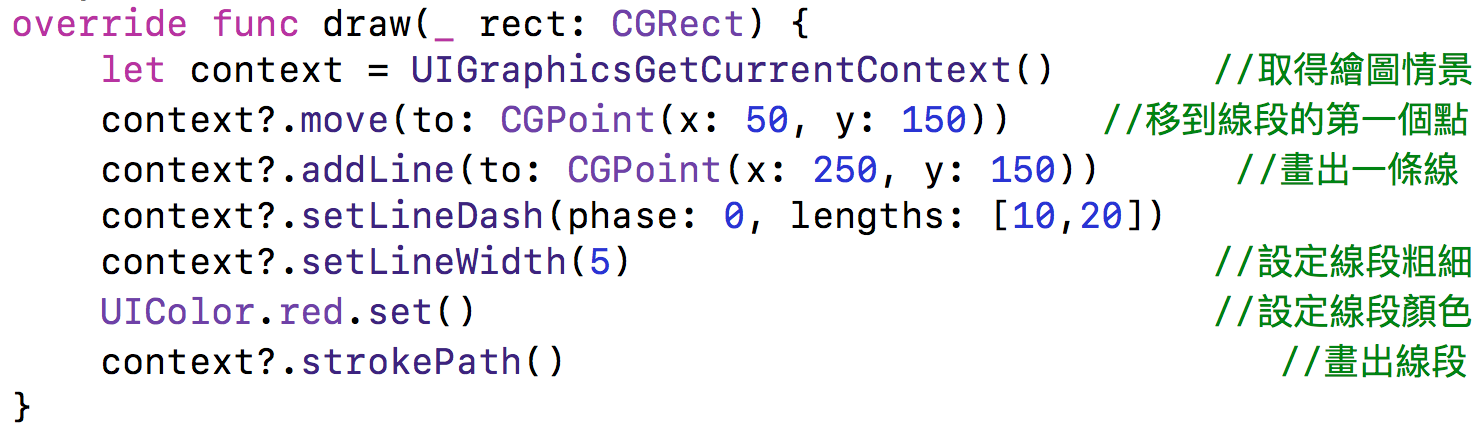 override func draw(_ rect: CGRect) {
    let context = UIGraphicsGetCurrentContext()       //取得繪圖情景
    context?.move(to: CGPoint(x: 50, y: 150))    //移到線段的第一個點
    context?.addLine(to: CGPoint(x: 250, y: 150))      //畫出一條線
    context?.setLineDash(phase: 0, lengths: [10,20])
    context?.setLineWidth(5)                          //設定線段粗細
    UIColor.red.set()                                 //設定線段顏色
    context?.strokePath()                                //畫出線段
}